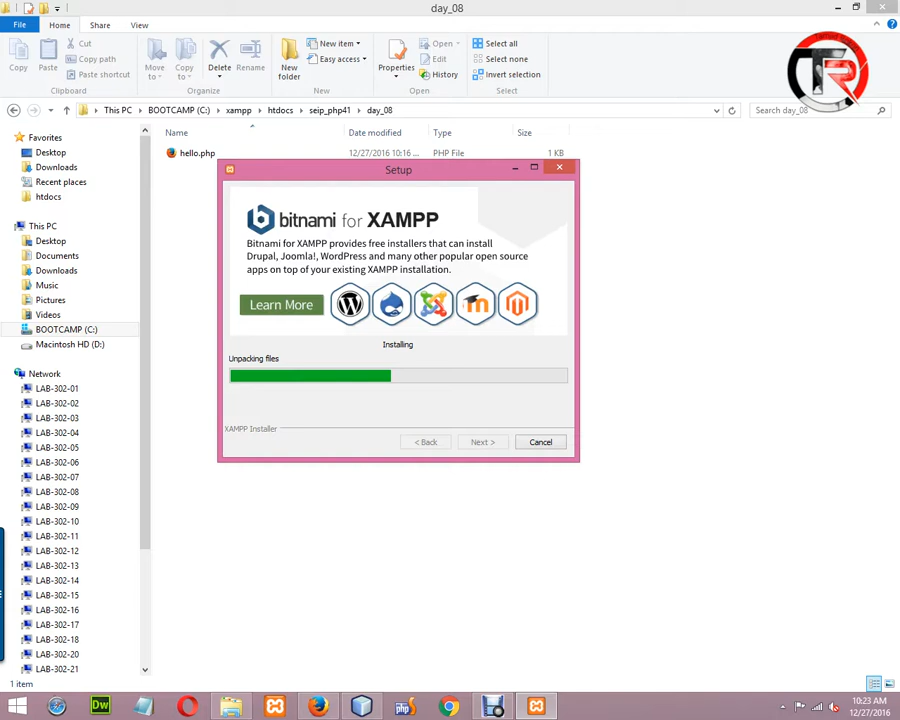 day_08
File
Home
Share
View
Copy
Paste
Cut
Copy path
Paste shortcut
Clipboard
Move to
Copy to
Delete
Rename
Organize
New folder
New item
Easy access
New
Properties
Open
Edit
History
Open
Select all
Select none
Invert selection
Select
TR
This PC
BOOTCAMP (C:)
xampp
htdocs
seip_php41
day_08
Search day_08
Name
Date modified
Type
Size
hello.php
12/27/2016 10:16 ...
PHP File
1 KB
Favorites
Desktop
Downloads
Recent places
htdocs
This PC
Desktop
Documents
Downloads
Music
Pictures
Videos
BOOTCAMP (C:)
Macintosh HD (D:)
Network
LAB-302-01
LAB-302-02
LAB-302-03
LAB-302-04
LAB-302-05
LAB-302-06
LAB-302-07
LAB-302-08
LAB-302-09
LAB-302-10
LAB-302-11
LAB-302-12
LAB-302-13
LAB-302-14
LAB-302-15
LAB-302-16
LAB-302-17
LAB-302-18
LAB-302-20
LAB-302-21
Setup
bitnami for XAMPP
Bitnami for XAMPP provides free installers that can install
Drupal, Joomla!, WordPress and many other popular open source
apps on top of your existing XAMPP installation.
Learn More
Installing
Unpacking files
XAMPP Installer
< Back
Next >
Cancel
1 item
Dw
php
10:23 AM
12/27/2016